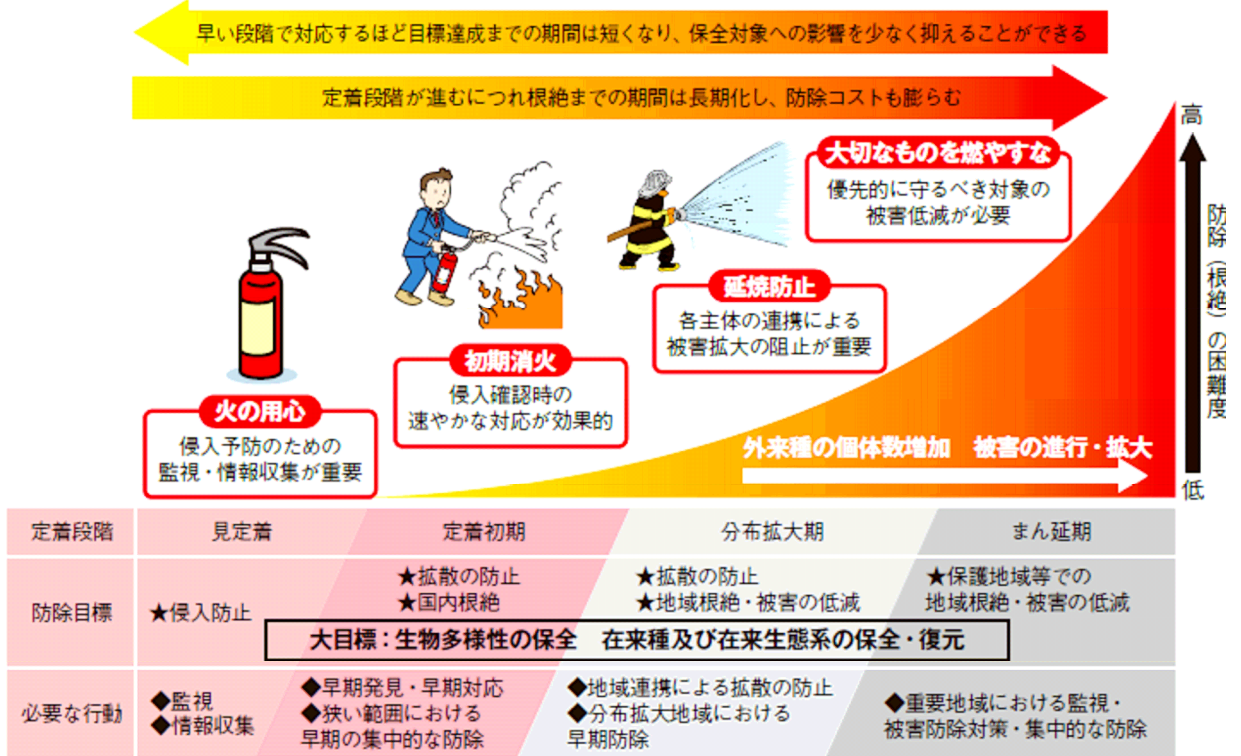 早い段階で対応するほど目標達成までの期間は短くなり、保全対象への影響を少なく抑えることができる
定着段階が進むにつれ根絶までの期間は長期化し、防除コストも膨らむ
大切なものを燃やすな
優先的に守るべき対象の
被害低減が必要
延焼防止
各主体の連携による
被害拡大の阻止が重要
初期消火
侵入確認時の
速やかな対応が効果的
火の用心
侵入予防のための
監視・情報収集が重要
外来種の個体数増加 被害の進行・拡大
高
防除(根絶)の困難度
低
定着段階 見定着 定着初期 分布拡大期 まん延期
防除目標
★侵入防止
★拡散の防止
★国内根絶
★拡散の防止
★地域根絶・被害の低減
★保護地域等での
地域根絶・被害の低減
大目標:生物多様性の保全 在来種及び在来生態系の保全・復元
必要な行動
◆監視
◆情報収集
◆早期発見・早期対応
◆狭い範囲における
早期の集中的な防除
◆地域連携による拡散の防止
◆分布拡大地域における
早期防除
◆重要地域における監視・
被害防除対策・集中的な防除